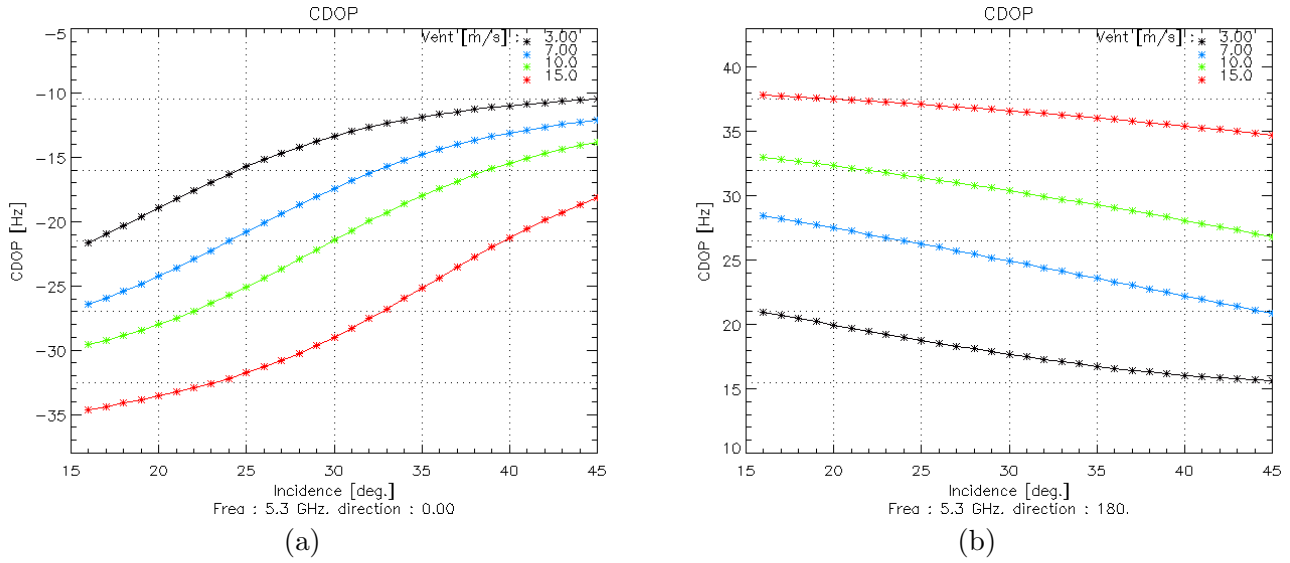 CDOP
Vent [m/s] : 3.00
7.00
10.0
15.0
-5
-10
-15
-20
-25
-30
-35
CDOP [Hz]
15 20 25 30 35 40 45
Incidence [deg.]
Freq : 5.3 GHz, direction : 0.00
(a)
CDOP
Vent [m/s] : 3.00
7.00
10.0
15.0
40
35
30
25
20
15
10
CDOP [Hz]
15 20 25 30 35 40 45
Incidence [deg.]
Freq : 5.3 GHz, direction : 180.
(b)